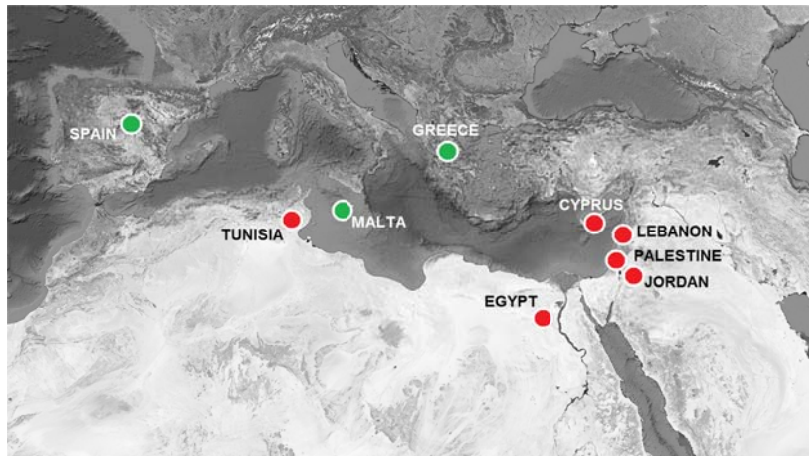 SPAIN
GREECE
MALTA
TUNISIA
CYPRUS
LEBANON
PALESTINE
JORDAN
EGYPT